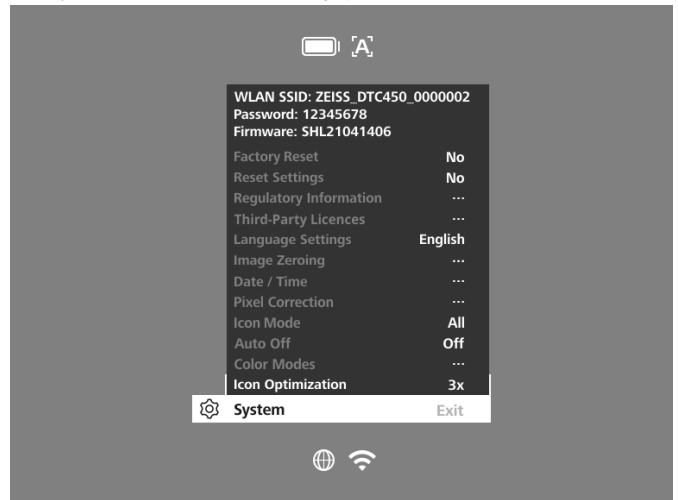 [A]
WLAN SSID: ZEISS_DTC450_0000002
Password: 12345678
Firmware: SHL21041406
Factory Reset No
Reset Settings No
Regulatory Information ...
Third-Party Licences ...
Language Settings English
Image Zeroing ...
Date / Time ...
Pixel Correction ...
Icon Mode All
Auto Off Off
Color Modes ...
Icon Optimization 3x
System Exit